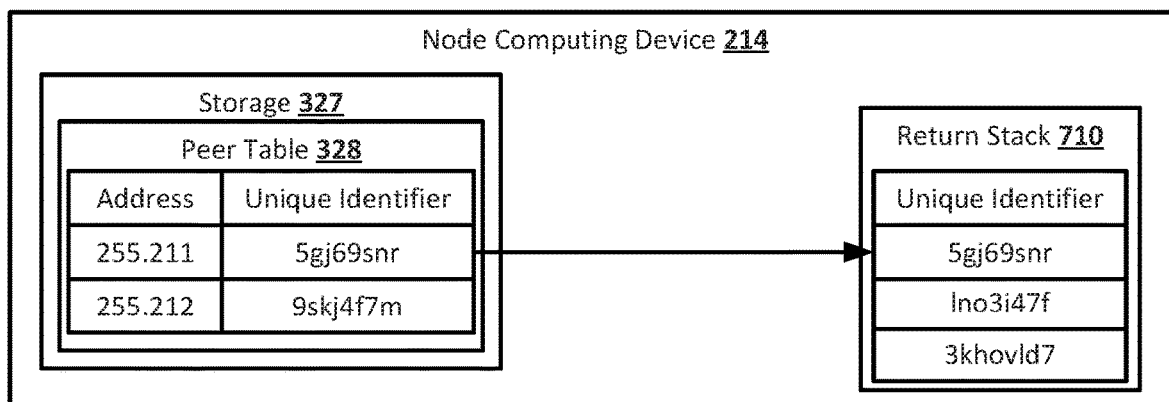 Node Computing Device 214
Storage 327
Peer Table 328
Address Unique Identifier
255.211 5gj69snr
255.212 9skj4f7m
Return Stack 710
Unique Identifier
5gj69snr
lno3i47f
3khovld7